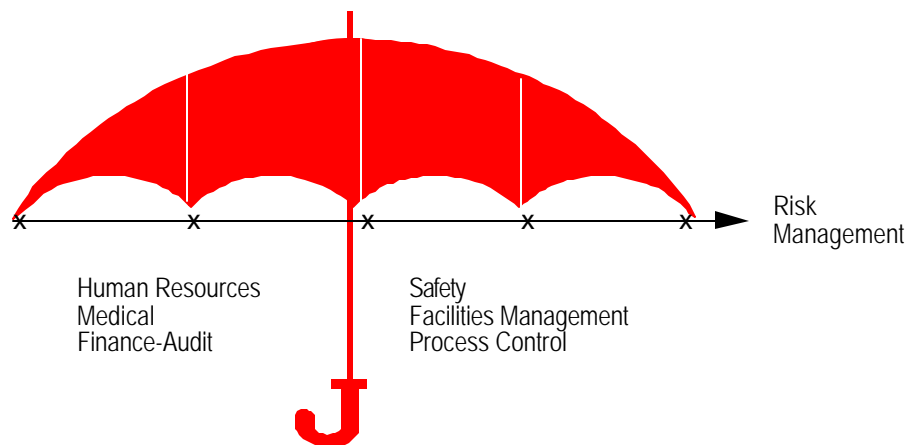 x x x x x
Risk
Management
Human Resources
Medical
Finance-Audit
Safety
Facilities Management
Process Control
J